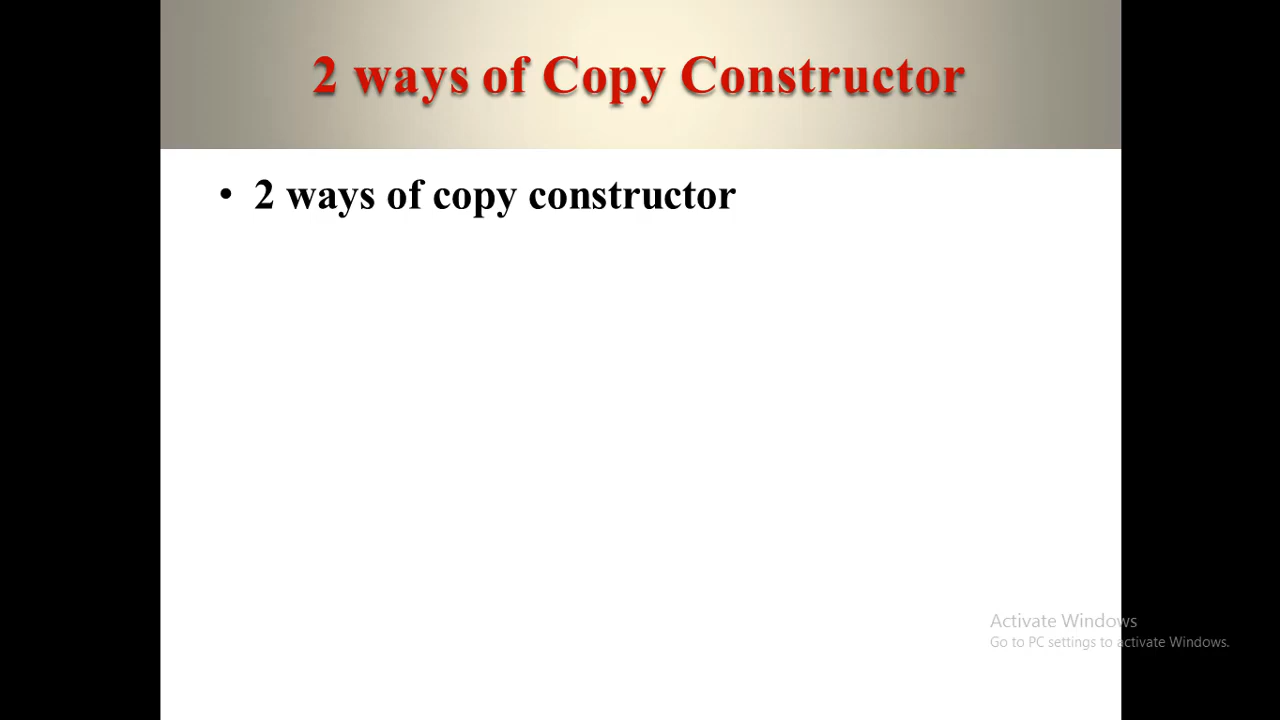 2 ways of Copy Constructor
• 2 ways of copy constructor
Activate Windows
Go to PC settings to activate Windows.